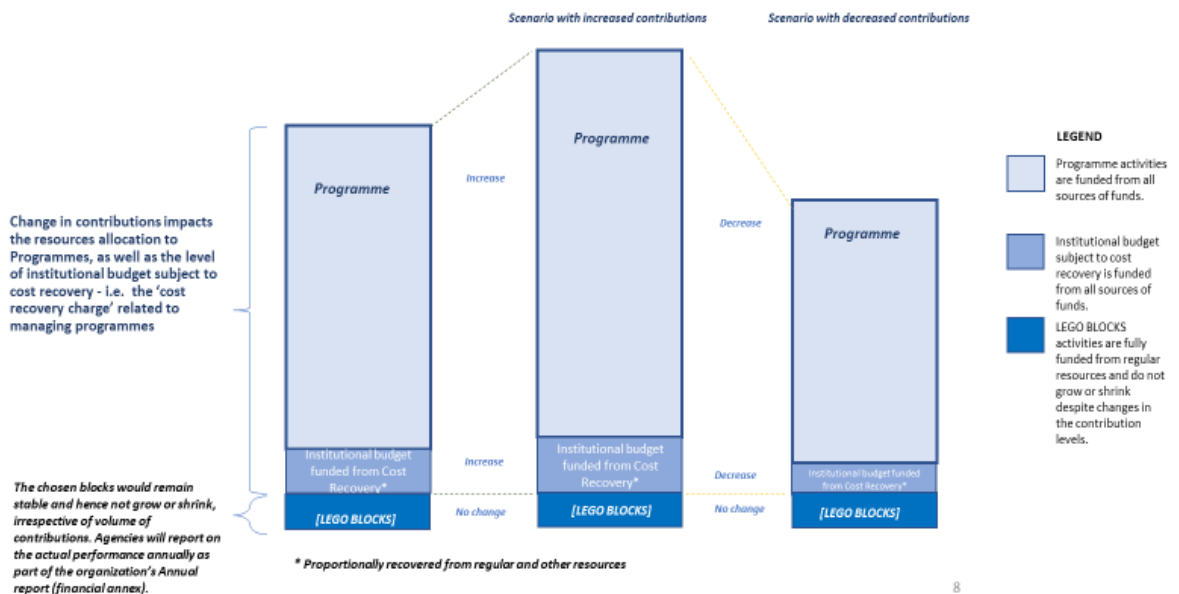 Scenario with increased contributions
Scenario with decreased contributions
Programme
Programme
Programme
Increase
Decrease
Change in contributions impacts
the resources allocation to
Programmes, as well as the level
of institutional budget subject to
cost recovery - i.e. the ‘cost
recovery charge’ related to
managing programmes
Institutional budget
funded from Cost
Recovery*
Increase
Institutional budget
funded from Cost
Recovery*
Decrease
Institutional budget funded
from Cost Recovery*
The chosen blocks would remain
stable and hence not grow or shrink,
irrespective of volume of
contributions. Agencies will report on
the actual performance annually as
part of the organization’s Annual
report (financial annex).
[LEGO BLOCKS]
No change
[LEGO BLOCKS]
No change
[LEGO BLOCKS]
* Proportionally recovered from regular and other resources
LEGEND
Programme activities
are funded from all
sources of funds.
Institutional budget
subject to cost
recovery is funded
from all sources of
funds.
LEGO BLOCKS
activities are fully
funded from regular
resources and do not
grow or shrink
despite changes in
the contribution
levels.
8